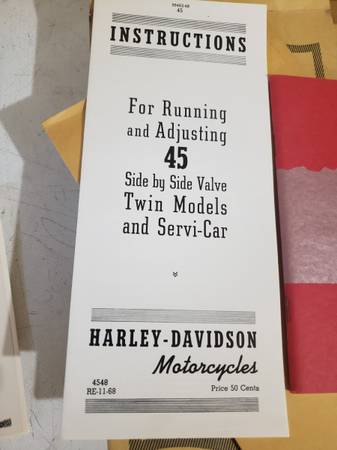 INSTRUCTIONS
For Running
and Adjusting
45
Side by Side Valve
Twin Models
and Servi-Car
HARLEY-DAVIDSON
Motorcycles
4548
RE-11-68
Price 50 Cents